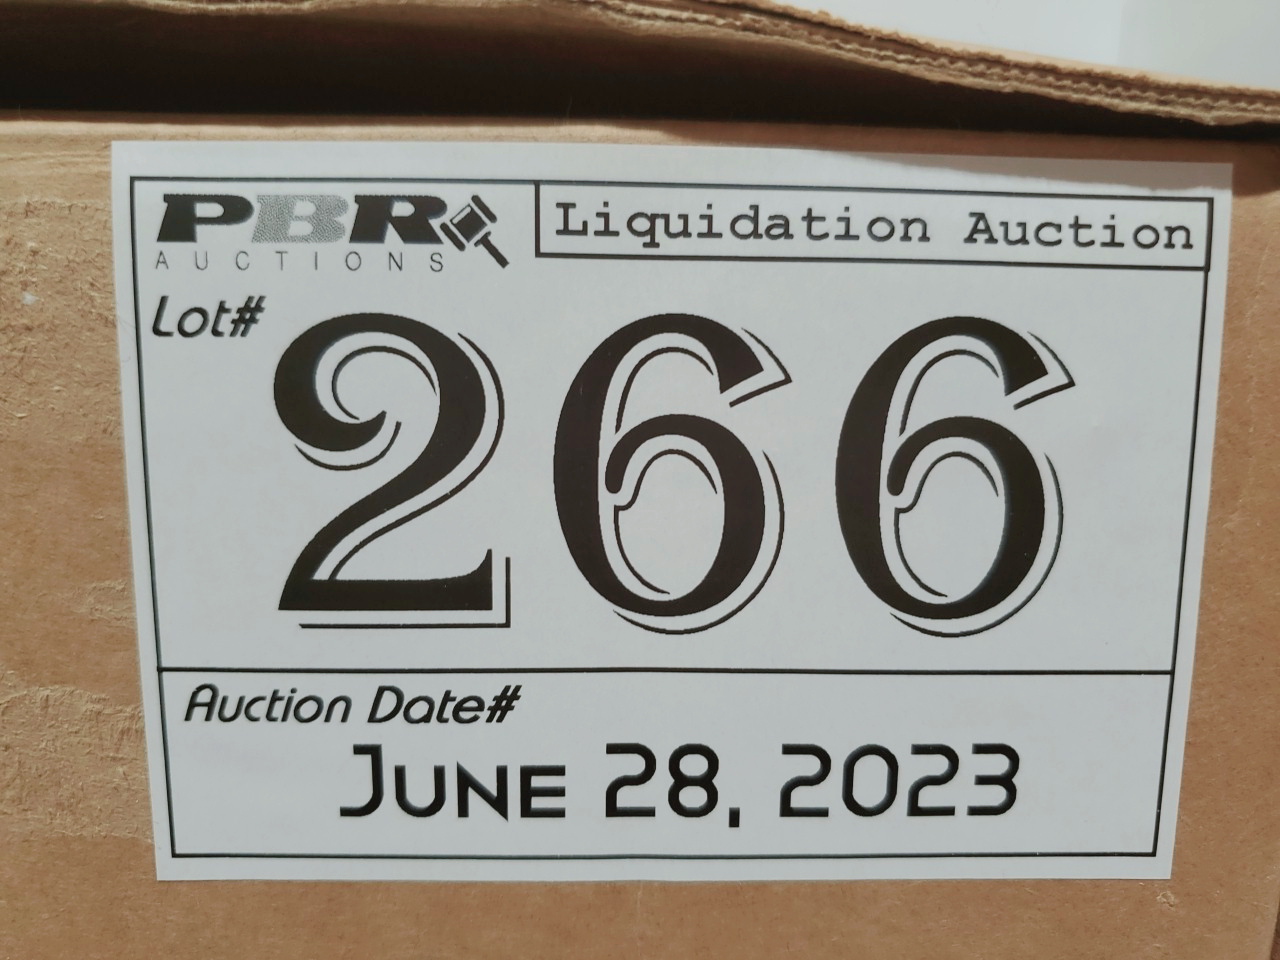 PBR
AUCTIONS
Liquidation Auction
Lot#
266
Auction Date#
JUNE 28, 2023